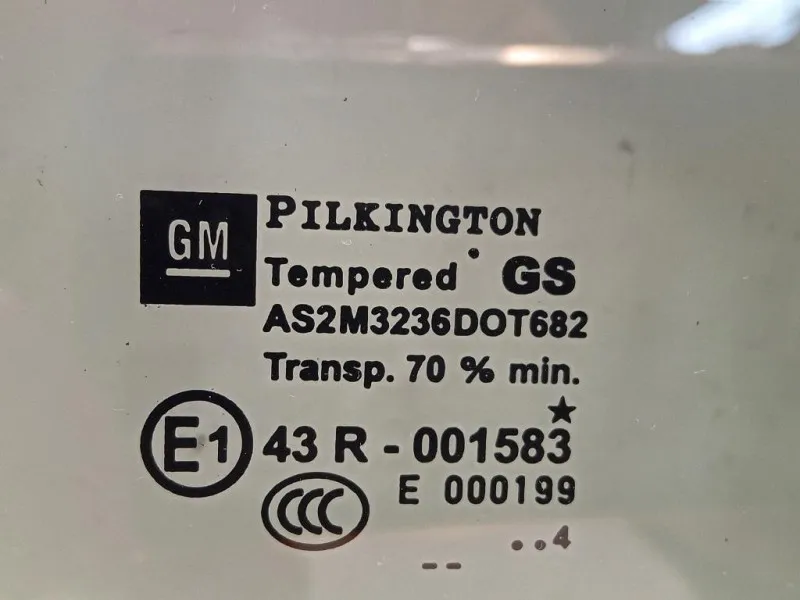 GM
PILKINGTON
Tempered GS
AS2M3236DOT682
Transp. 70 % min.
E1 43 R - 001583
CCC E 000199
..4
--